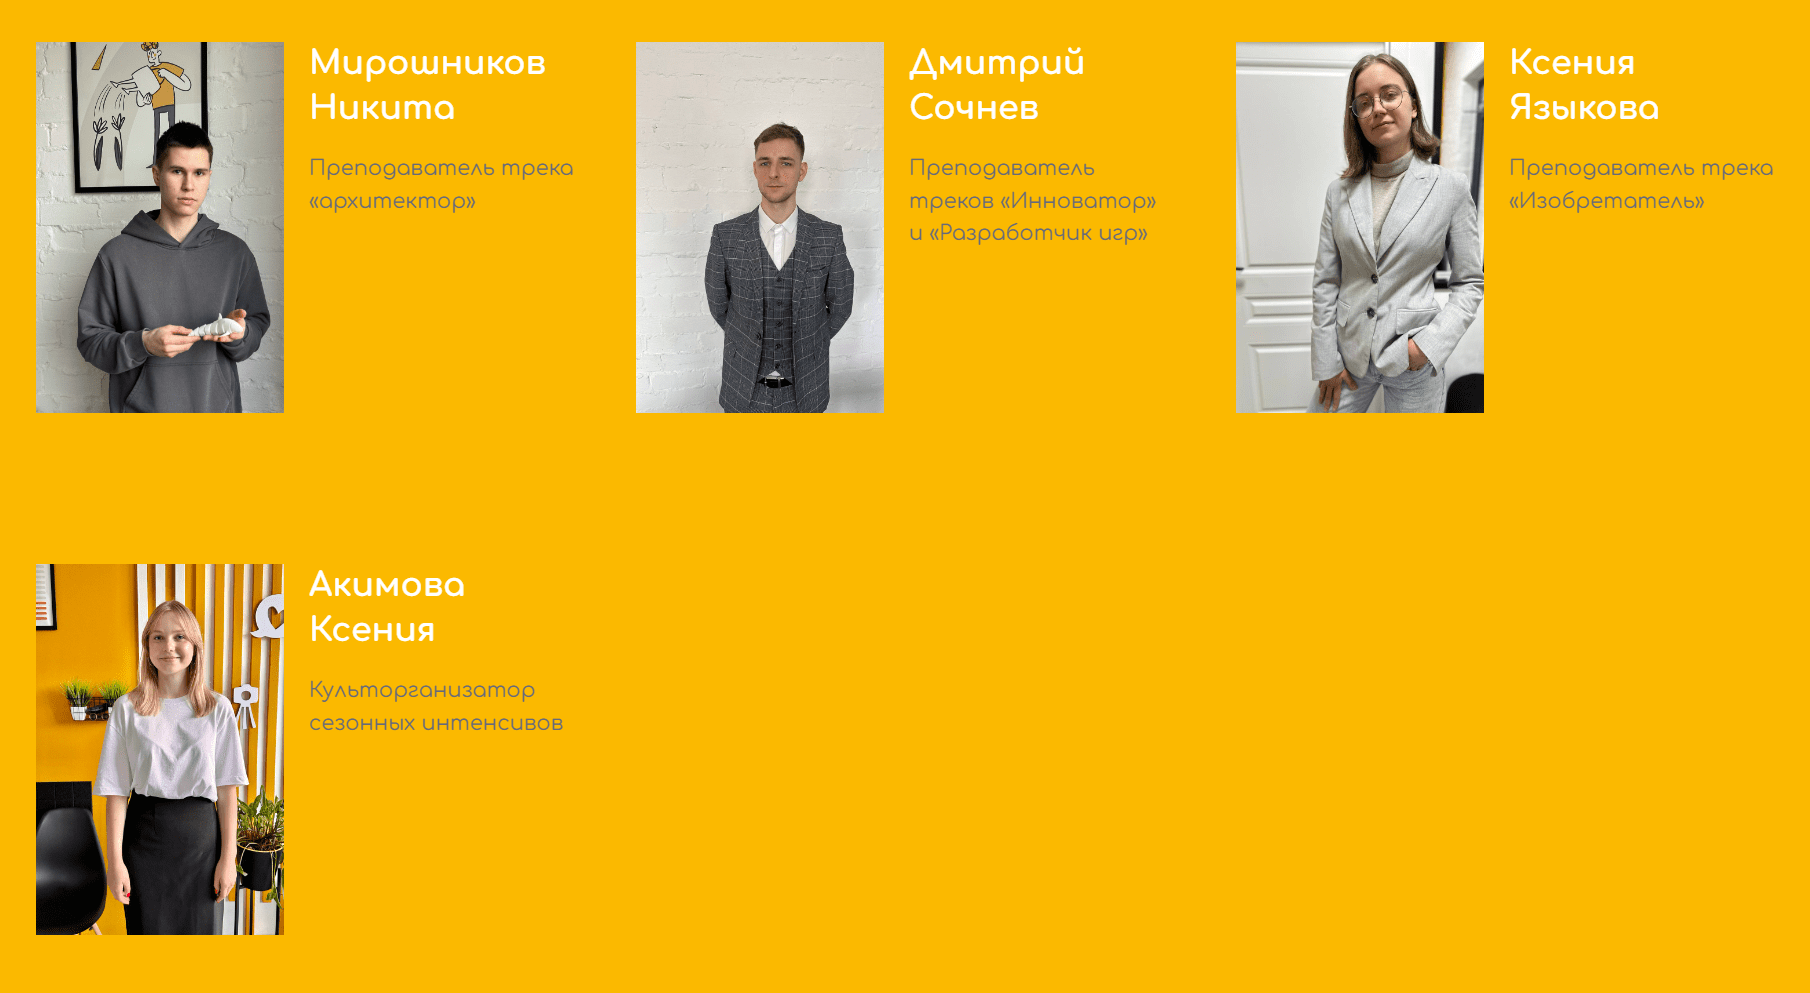 Мирошников
Никита
Преподаватель трека
«архитектор»
Дмитрий
Сочнев
Преподаватель
треков «Инноватор»
и «Разработчик игр»
Ксения
Языкова
Преподаватель трека
«Изобретатель»
Акимова
Ксения
Культорганизатор
сезонных интенсивов